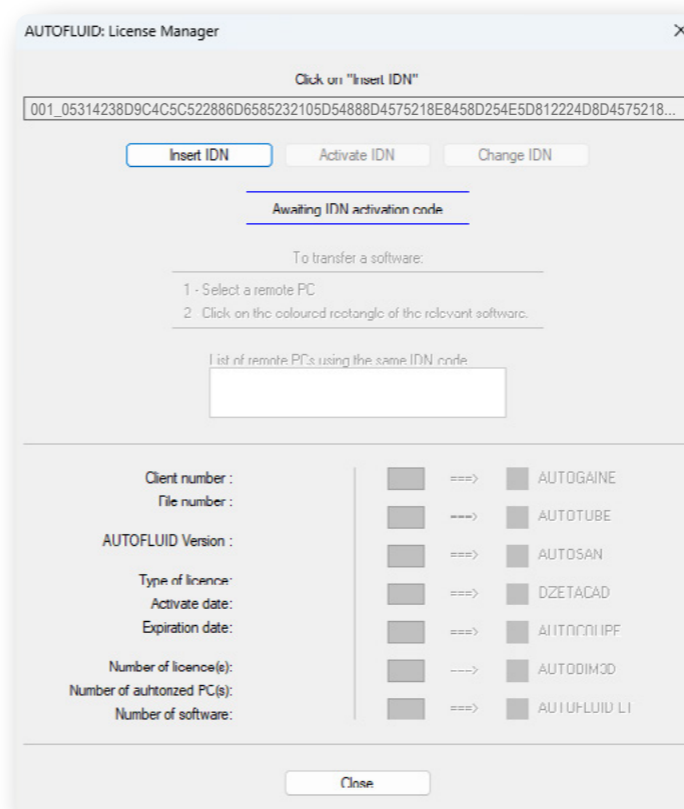 AUTOFLUID: License Manager
Click on "Insert IDN"
001_05314238D9C4C5C522886D6585232105D54888D4575218E8458D254E5D812224D8D4575218...
Insert IDN Activate IDN Change IDN
Awaiting IDN activation code
To transfer a software:
1 - Select a remote PC
2 Click on the coloured rectangle of the relevant software.
List of remote PCs using the same IDN code
Client number : ===> AUTOGAINE
File number :
===> AUTOTUBE
AUTOFLUID Version :
===> AUTOSAN
Type of licence:
===> DZETACAD
Activate date:
Expiration date: ===> AUTOCOUPE
Number of licence(s): ===> AUTODIM3D
Number of auhtorized PC(s):
Number of software: ===> AUTOFLUID LT
Close